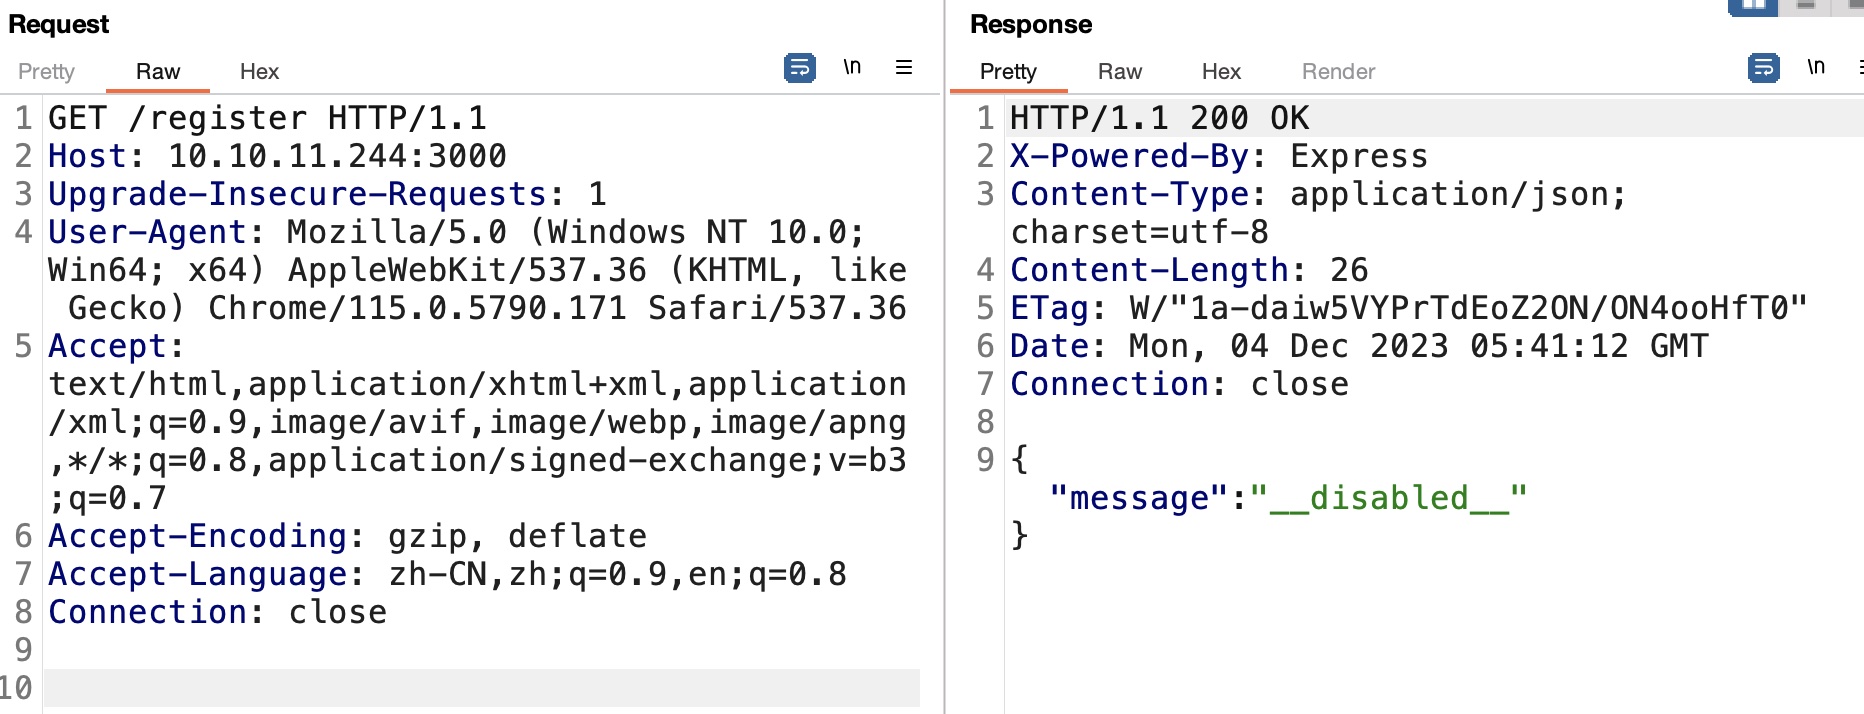 Request
Pretty Raw Hex
\n
1 GET /register HTTP/1.1
2 Host: 10.10.11.244:3000
3 Upgrade-Insecure-Requests: 1
4 User-Agent: Mozilla/5.0 (Windows NT 10.0;
Win64; x64) AppleWebKit/537.36 (KHTML, like
Gecko) Chrome/115.0.5790.171 Safari/537.36
5 Accept:
text/html,application/xhtml+xml,application
/xml;q=0.9,image/avif,image/webp,image/apng
,*/*;q=0.8,application/signed-exchange;v=b3
;q=0.7
6 Accept-Encoding: gzip, deflate
7 Accept-Language: zh-CN,zh;q=0.9,en;q=0.8
8 Connection: close
9
10
Response
Pretty Raw Hex Render
\n
1 HTTP/1.1 200 OK
2 X-Powered-By: Express
3 Content-Type: application/json;
charset=utf-8
4 Content-Length: 26
5 ETag: W/"1a-daiw5VYPrTdEoZ2ON/ON4ooHfT0"
6 Date: Mon, 04 Dec 2023 05:41:12 GMT
7 Connection: close
8
9 {
"message":"__disabled__"
}